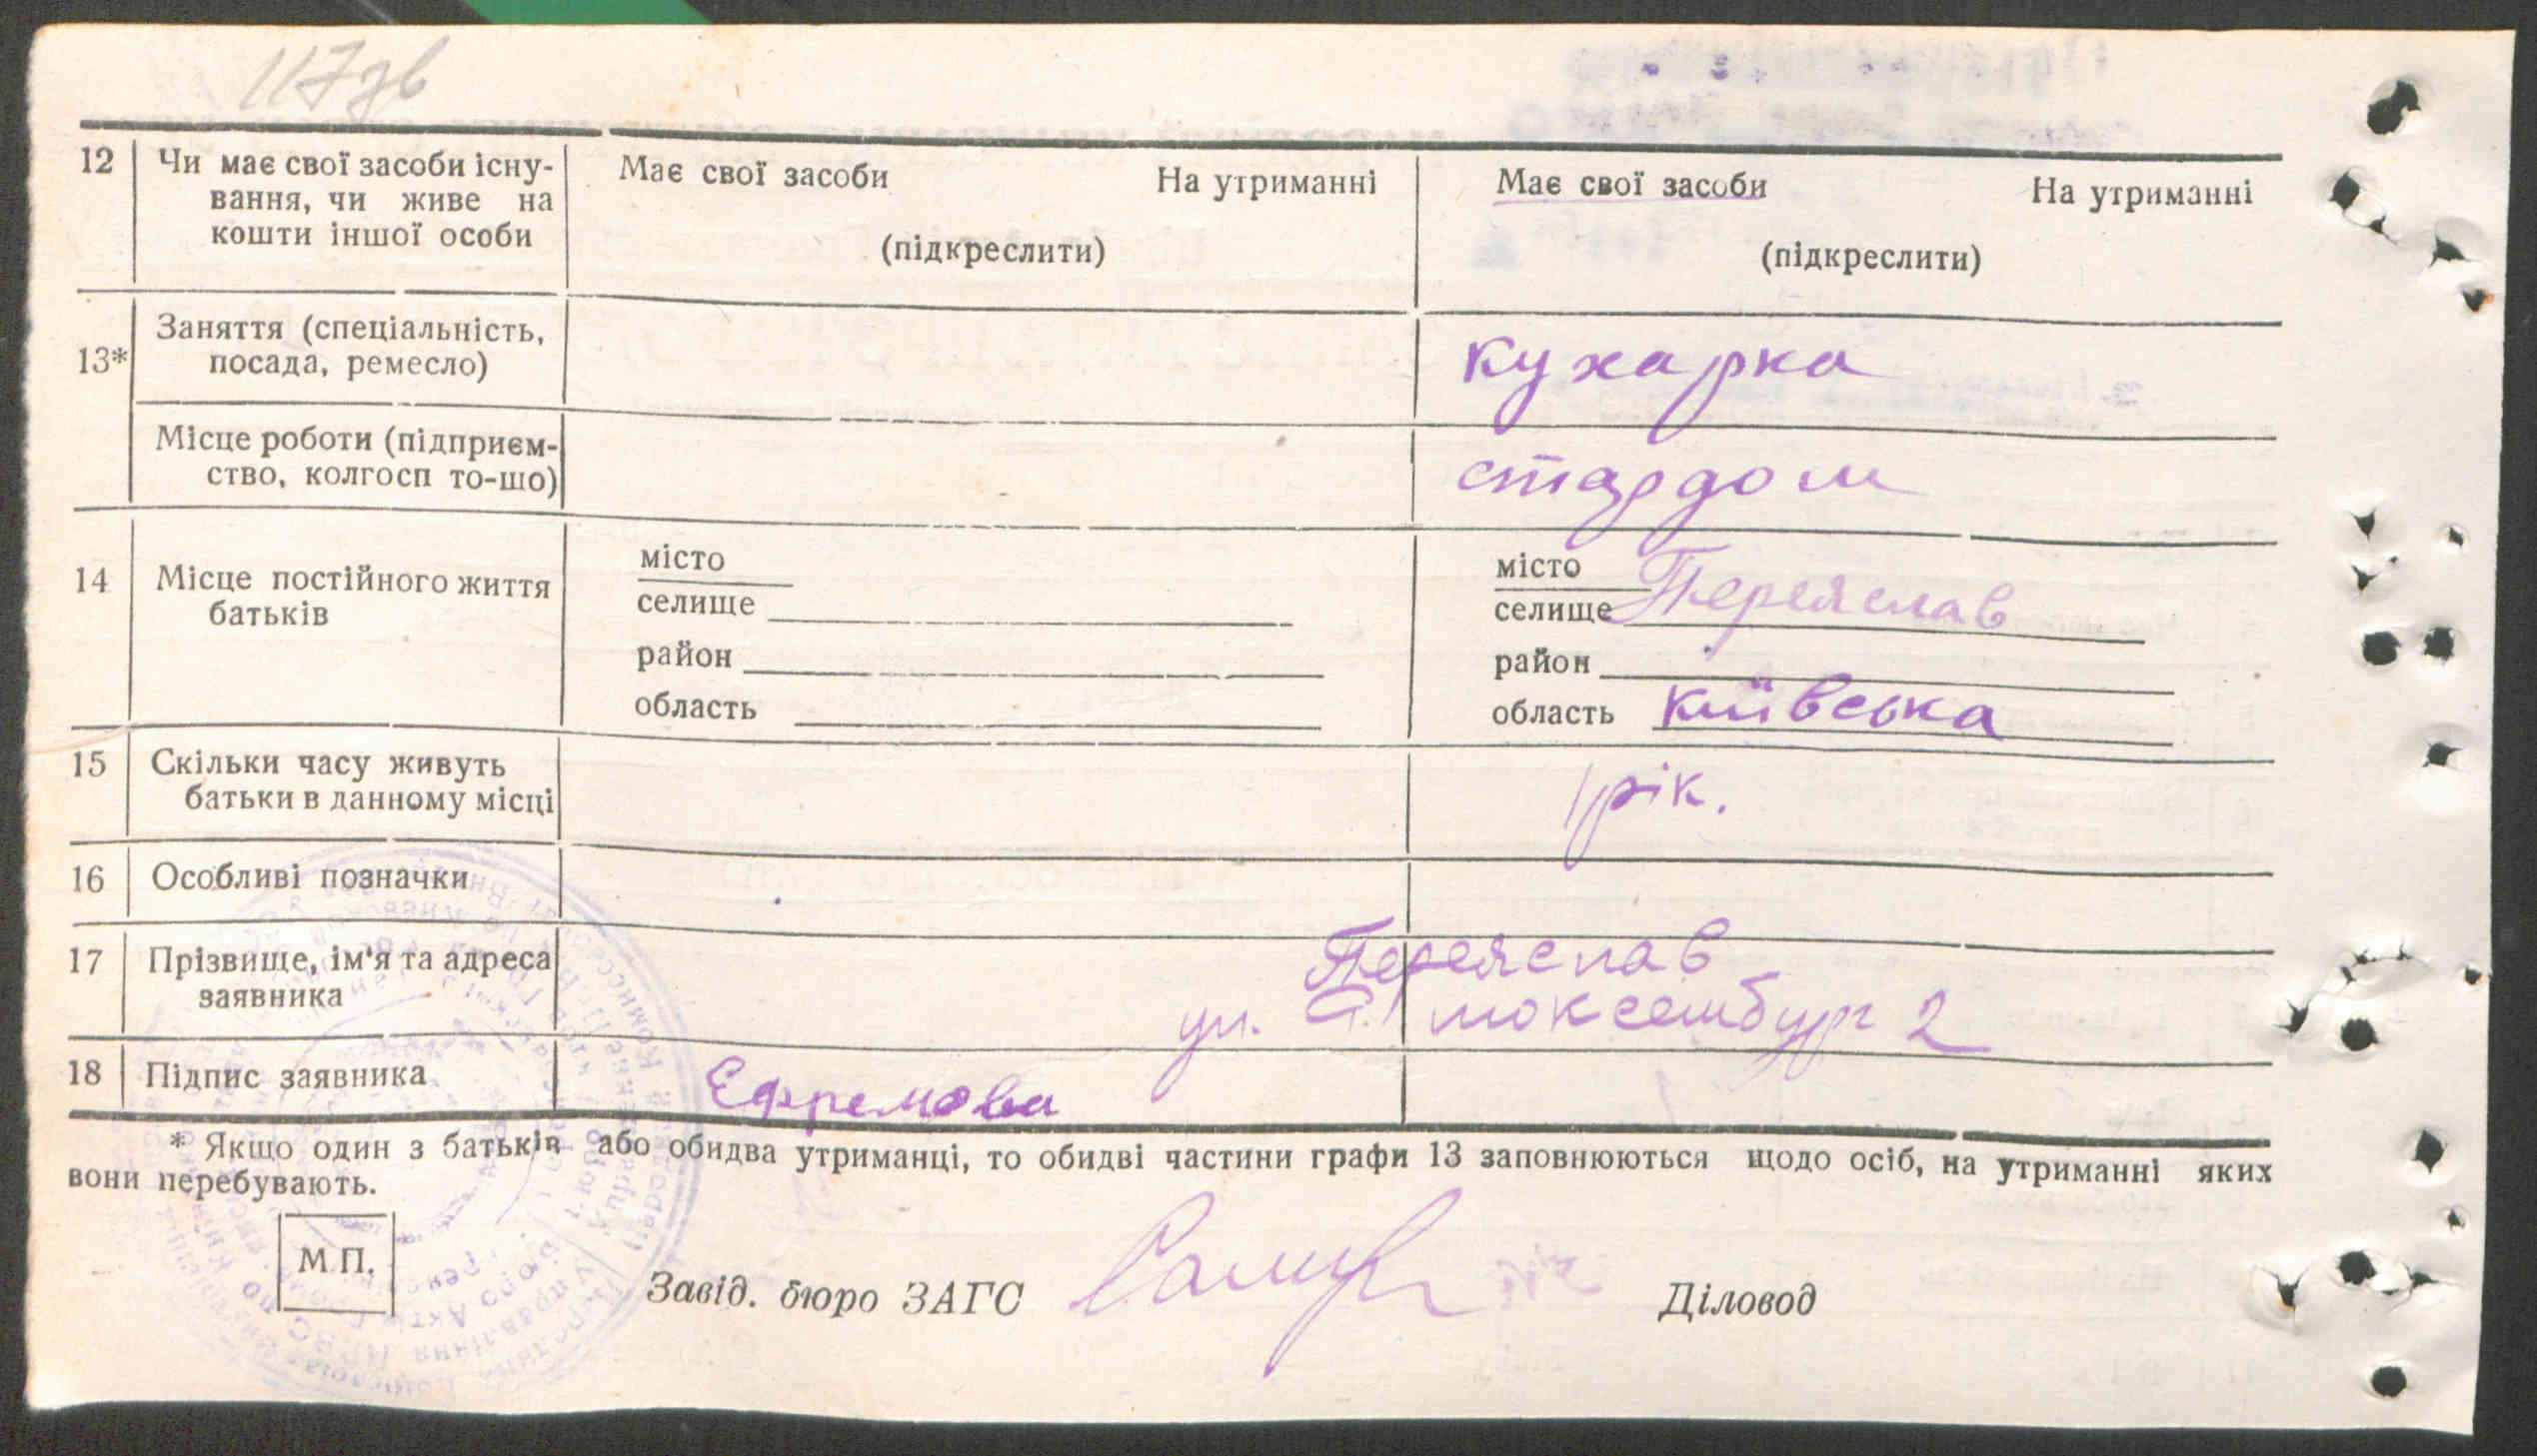 117зв
12 Чи має свої засоби існу- Має свої засоби На утриманні Має свої засоби На утриманні
вання, чи живе на
кошти іншої особи (підкреслити) (підкреслити)
13* Заняття (спеціальність, кухарка
посада, ремесло)
Місце роботи (підприєм- стардом
ство, колгосп то-що)
14 Місце постійного життя місто місто
батьків селище селище Переяслав
район район
область область київська
15 Скільки часу живуть 1 рік.
батьки в данному місці
16 Особливі позначки
17 Прізвище, ім'я та адреса Переяслав
заявника ул. Люксембург 2
18 Підпис заявника Ефремова
* Якщо один з батьків або обидва утриманці, то обидві частини графи 13 заповнюються щодо осіб, на утриманні яких
вони перебувають.
М.П.
Завід. бюро ЗАГС Діловод